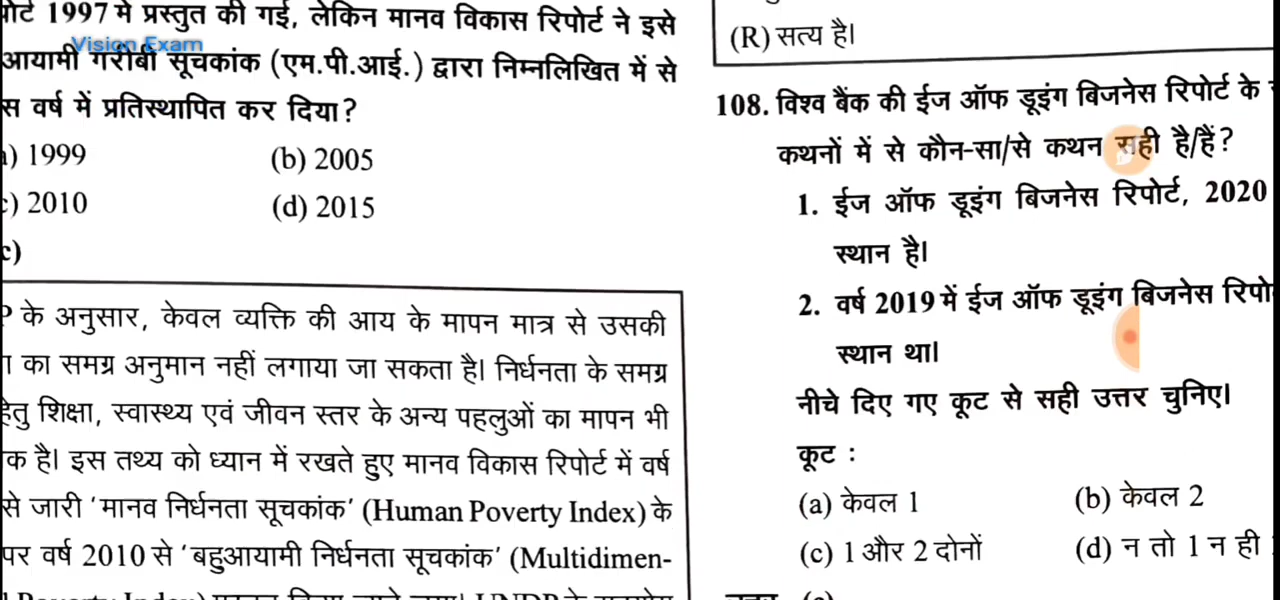 पोर्ट 1997 मे प्रस्तुत की गई, लेकिन मानव विकास रिपोर्ट ने इसे
Vision Exam
आयामी गरीबी सूचकांक (एम.पी.आई.) द्वारा निम्नलिखित में से
स वर्ष में प्रतिस्थापित कर दिया?
1999
(b) 2005
2010
(d) 2015
c)
के अनुसार, केवल व्यक्ति की आय के मापन मात्र से उसकी
का समग्र अनुमान नहीं लगाया जा सकता है। निर्धनता के समग्र
हेतु शिक्षा, स्वास्थ्य एवं जीवन स्तर के अन्य पहलुओं का मापन भी
क है। इस तथ्य को ध्यान में रखते हुए मानव विकास रिपोर्ट में वर्ष
से जारी ‘मानव निर्धनता सूचकांक’ (Human Poverty Index) के
पर वर्ष 2010 से ‘बहुआयामी निर्धनता सूचकांक’ (Multidimen-
(R) सत्य है।
108. विश्व बैंक की ईज ऑफ डूइंग बिजनेस रिपोर्ट के
कथनों में से कौन-सा/से कथन सही है/हैं?
1. ईज ऑफ डूइंग बिजनेस रिपोर्ट, 2020
स्थान है।
2. वर्ष 2019 में ईज ऑफ डूइंग बिजनेस रिपो
स्थान था।
नीचे दिए गए कूट से सही उत्तर चुनिए।
कूट :
(a) केवल 1
(b) केवल 2
(c) 1 और 2 दोनों
(d) न तो 1 न ही